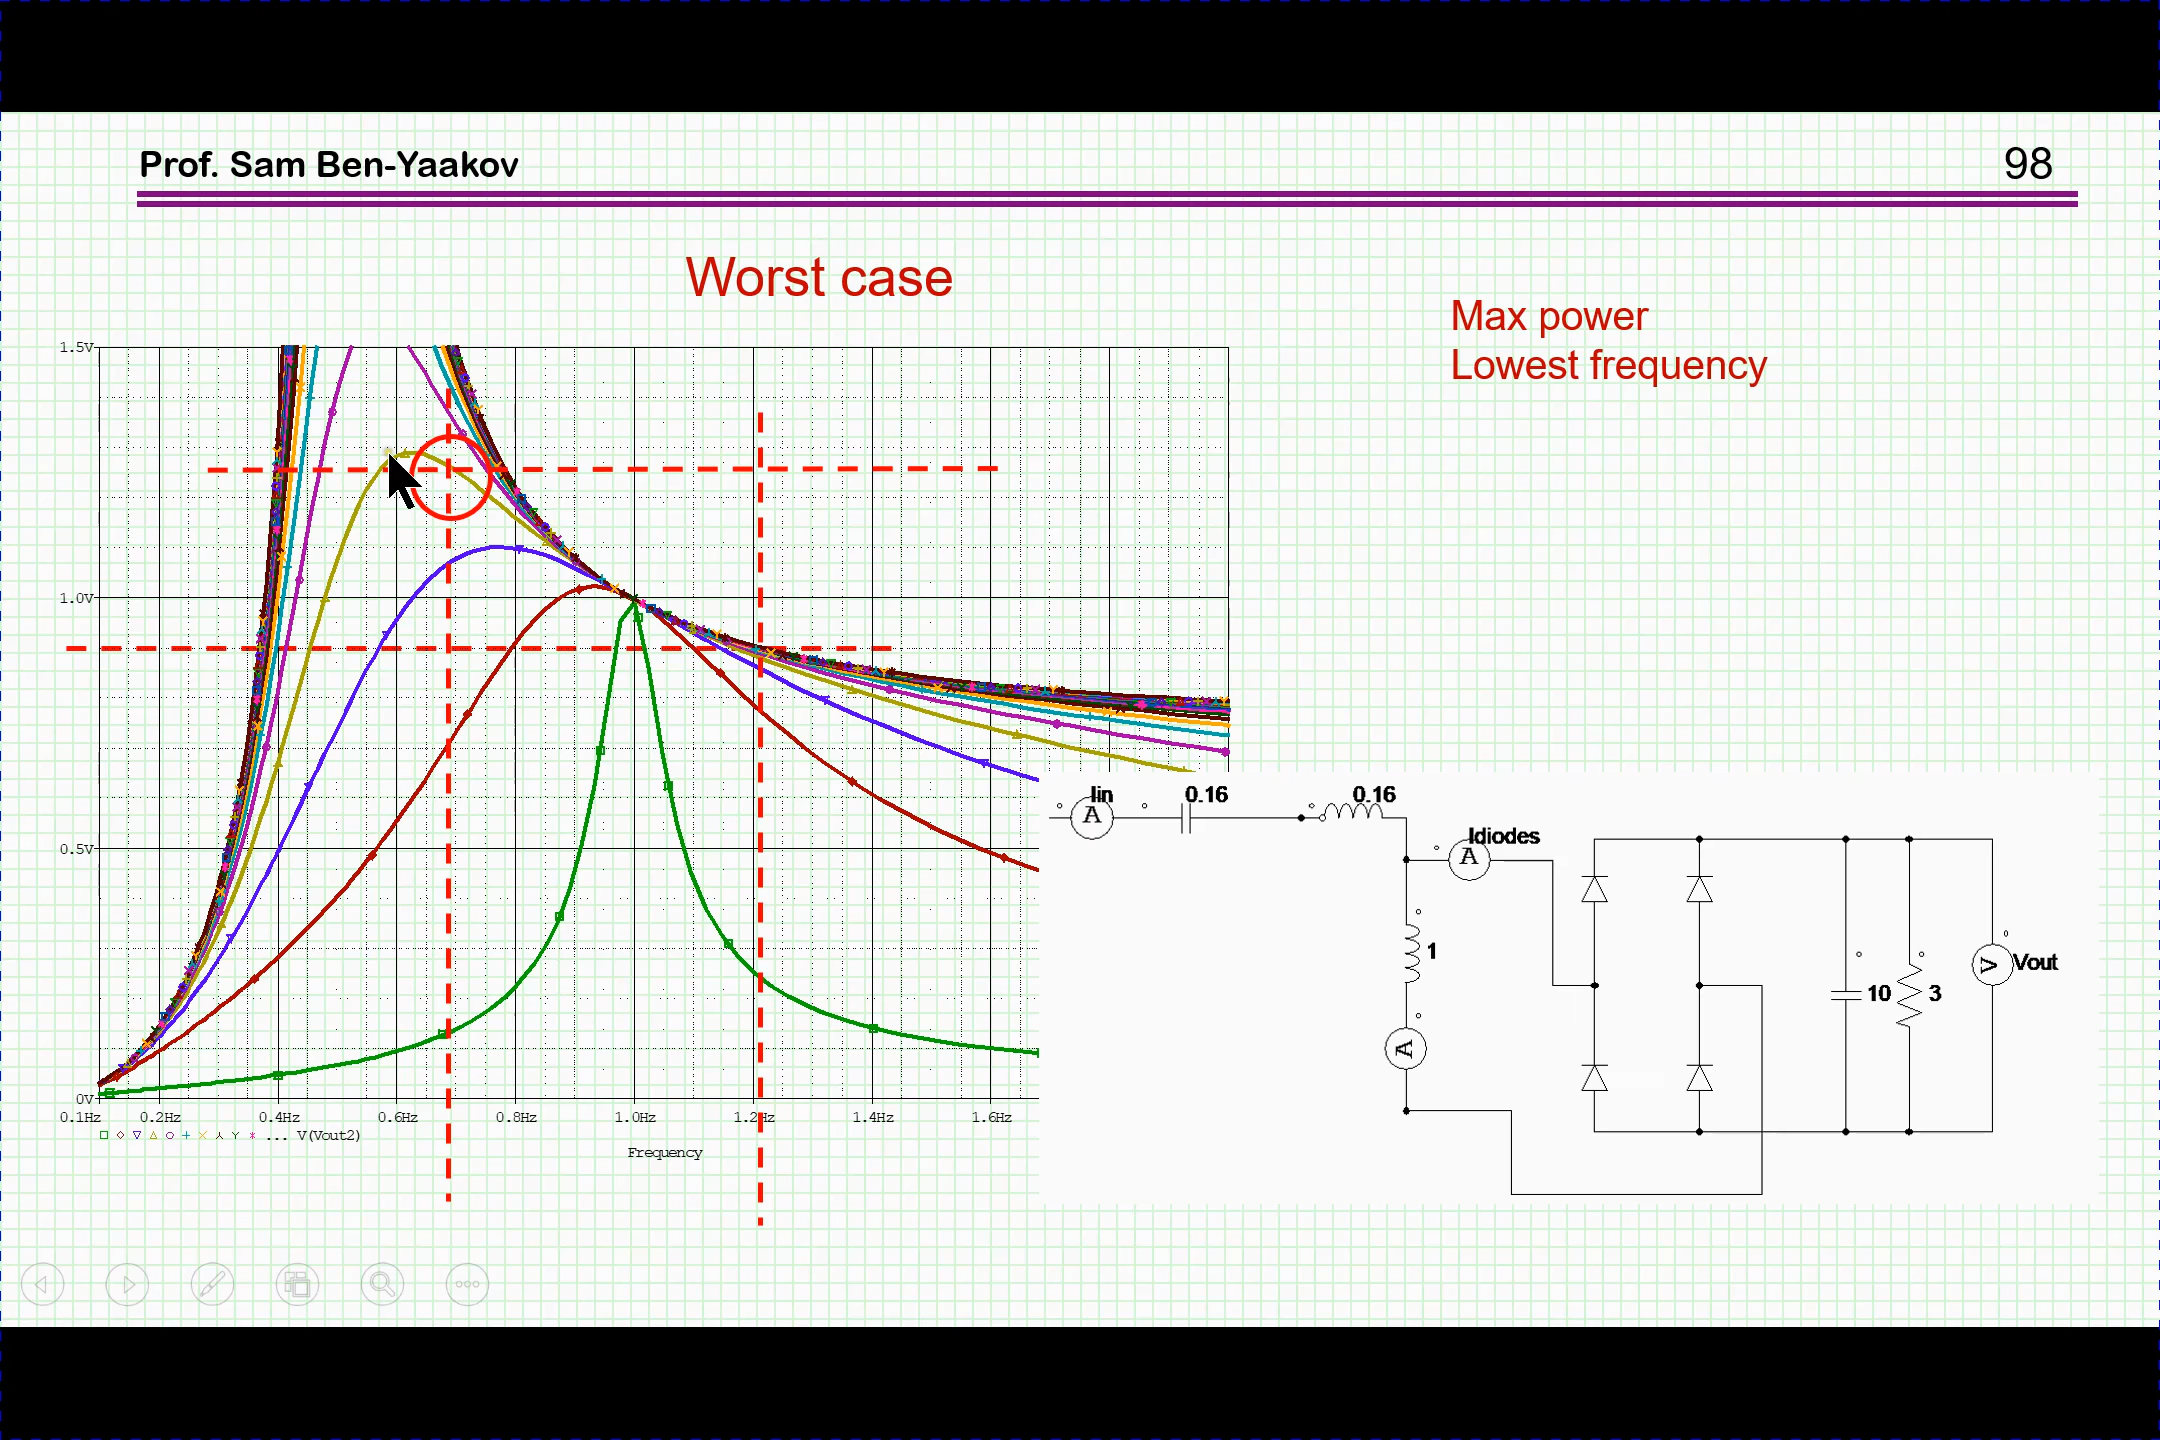 Prof. Sam Ben-Yaakov
98
Worst case
Max power
Lowest frequency
1.5V
1.0V
0.5V
0V
0.1Hz 0.2Hz 0.4Hz 0.6Hz 0.8Hz 1.0Hz 1.2Hz 1.4Hz 1.6Hz
... V(Vout2)
Frequency
Iin
A
0.16
0.16
Idiodes
A
1
A
10
3
V
Vout